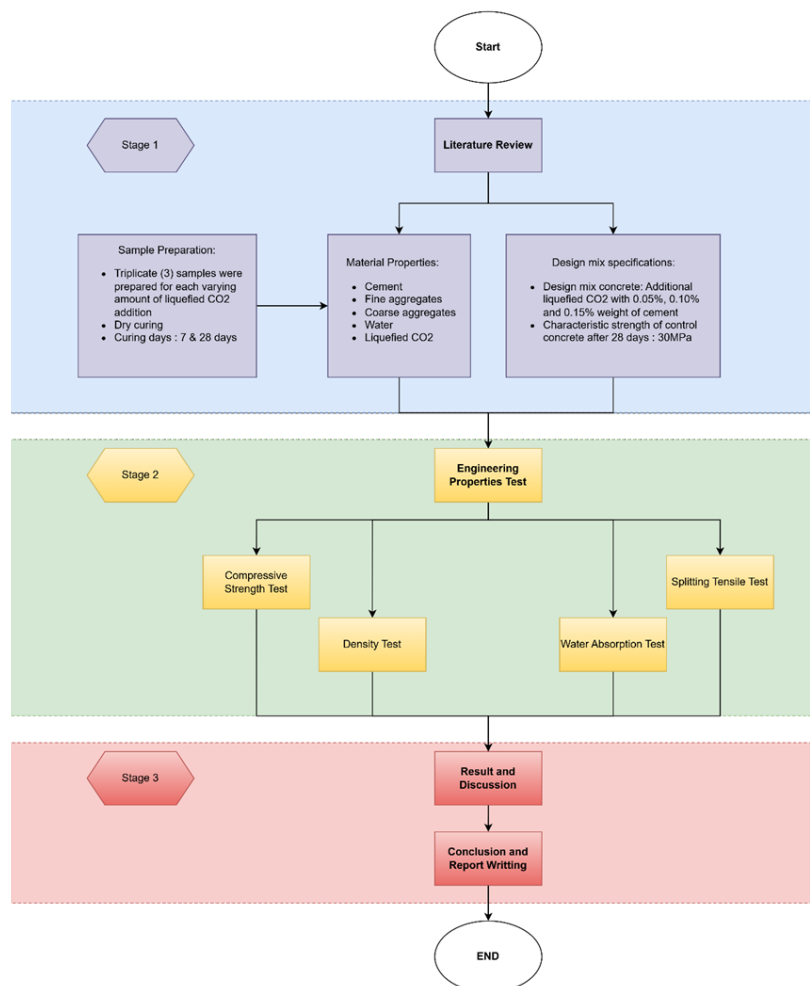 Start
Stage 1
Literature Review
Sample Preparation:
• Triplicate (3) samples were
prepared for each varying
amount of liquefied CO2
addition
• Dry curing
• Curing days : 7 & 28 days
Material Properties:
• Cement
• Fine aggregates
• Coarse aggregates
• Water
• Liquefied CO2
Design mix specifications:
• Design mix concrete: Additional
liquefied CO2 with 0.05%, 0.10%
and 0.15% weight of cement
• Characteristic strength of control
concrete after 28 days : 30MPa
Stage 2
Engineering
Properties Test
Compressive
Strength Test
Density Test
Water Absorption Test
Splitting Tensile Test
Stage 3
Result and
Discussion
Conclusion and
Report Writting
END